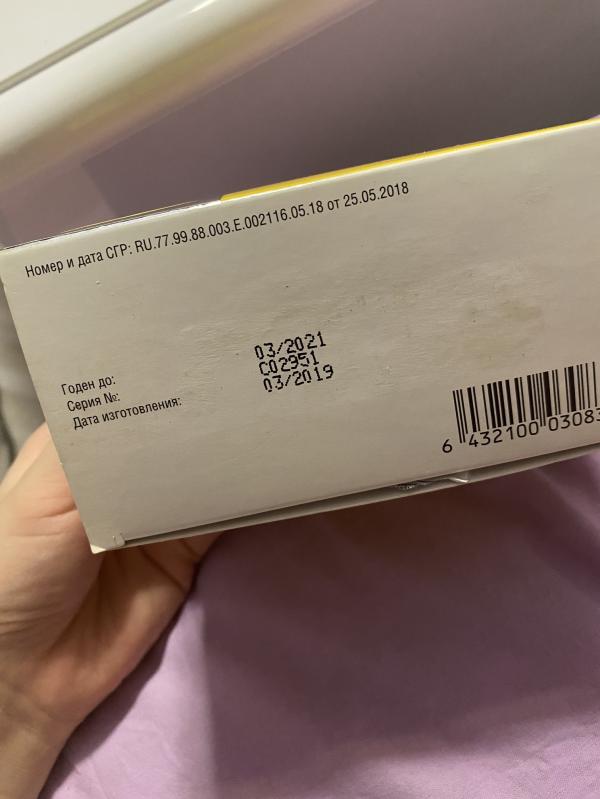 Номер и дата СГР: RU.77.99.88.003.E.002116.05.18 от 25.05.2018
Годен до: 03/2021
Серия №: C02951
Дата изготовления: 03/2019
6 432100 03083